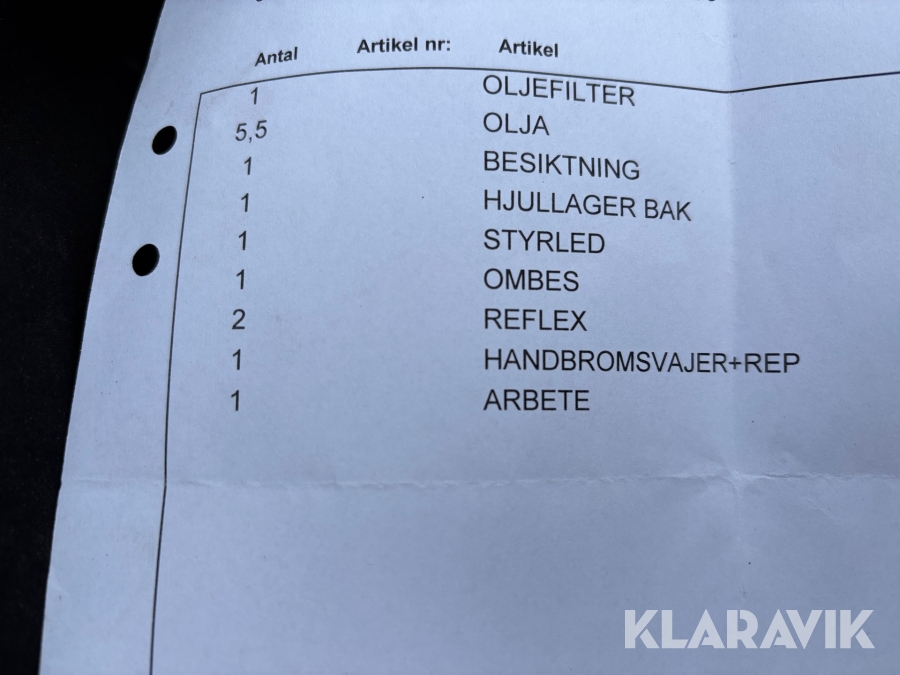 Antal Artikel nr: Artikel
1 OLJEFILTER
5,5 OLJA
1 BESIKTNING
1 HJULLAGER BAK
1 STYRLED
1 OMBES
2 REFLEX
1 HANDBROMSVAJER+REP
1 ARBETE
KLARAVIK